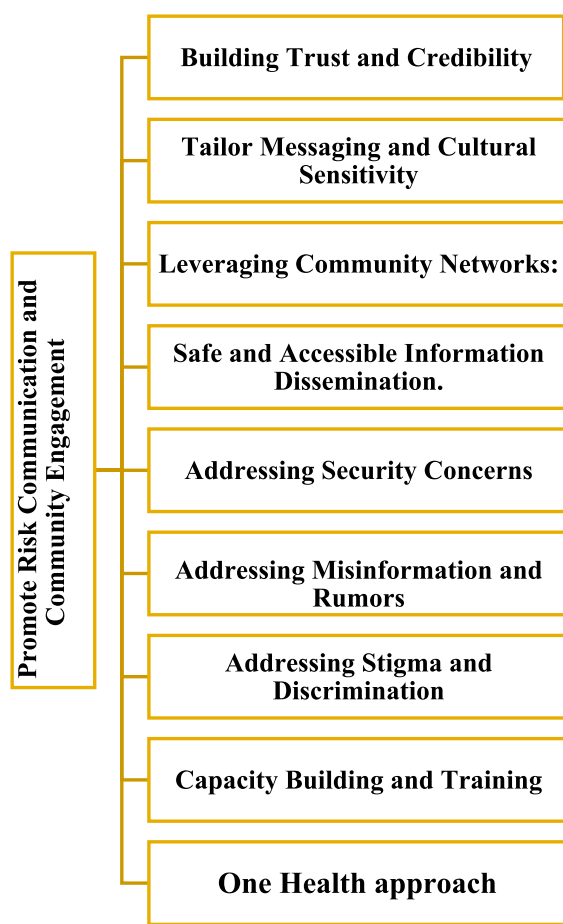 Promote Risk Communication and
Community Engagement
Building Trust and Credibility
Tailor Messaging and Cultural
Sensitivity
Leveraging Community Networks:
Safe and Accessible Information
Dissemination.
Addressing Security Concerns
Addressing Misinformation and
Rumors
Addressing Stigma and
Discrimination
Capacity Building and Training
One Health approach